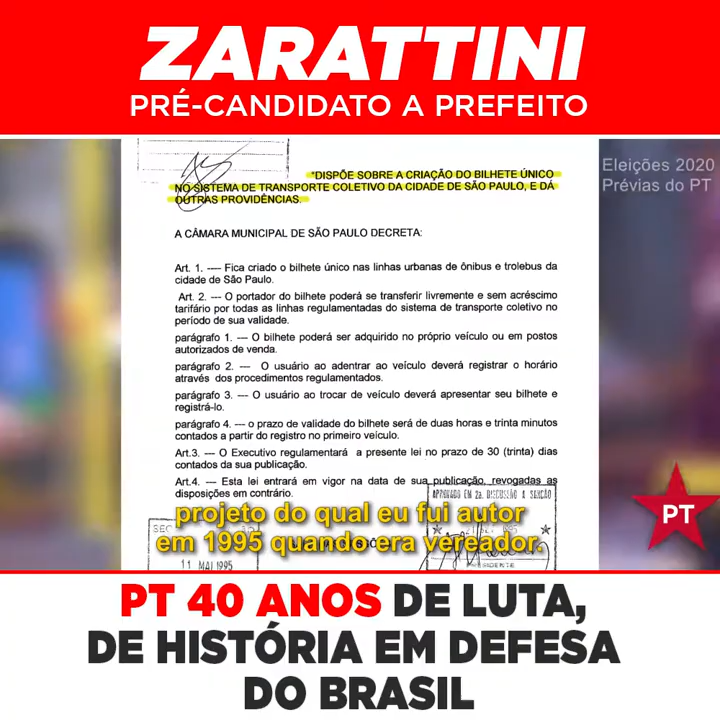 ZARATTINI
PRÉ-CANDIDATO A PREFEITO
Eleições 2020
Prévias do PT
"DISPÕE SOBRE A CRIAÇÃO DO BILHETE ÚNICO
NO SISTEMA DE TRANSPORTE COLETIVO DA CIDADE DE SÃO PAULO, E DÁ
OUTRAS PROVIDÊNCIAS.
A CÂMARA MUNICIPAL DE SÃO PAULO DECRETA:
Art. 1. ---- Fica criado o bilhete único nas linhas urbanas de ônibus e trolebus da
cidade de São Paulo.
Art. 2. --- O portador do bilhete poderá se transferir livremente e sem acréscimo
tarifário por todas as linhas regulamentadas do sistema de transporte coletivo no
período de sua validade.
parágrafo 1. --- O bilhete poderá ser adquirido no próprio veículo ou em postos
autorizados de venda.
parágrafo 2. --- O usuário ao adentrar ao veículo deverá registrar o horário
através dos procedimentos regulamentados.
parágrafo 3. --- O usuário ao trocar de veículo deverá apresentar seu bilhete e
registrá-lo.
parágrafo 4. --- o prazo de validade do bilhete será de duas horas e trinta minutos
contados a partir do registro no primeiro veículo.
Art.3. --- O Executivo regulamentará a presente lei no prazo de 30 (trinta) dias
contados da sua publicação.
Art.4. --- Esta lei entrará em vigor na data de sua publicação, revogadas as
disposições em contrário.
APROVADO EM 2a. DISCUSSÃO A SANÇÃO
projeto do qual eu fui autor
em 1995 quando era vereador.
11 MAI 1995
PT
PT 40 ANOS DE LUTA,
DE HISTÓRIA EM DEFESA
DO BRASIL